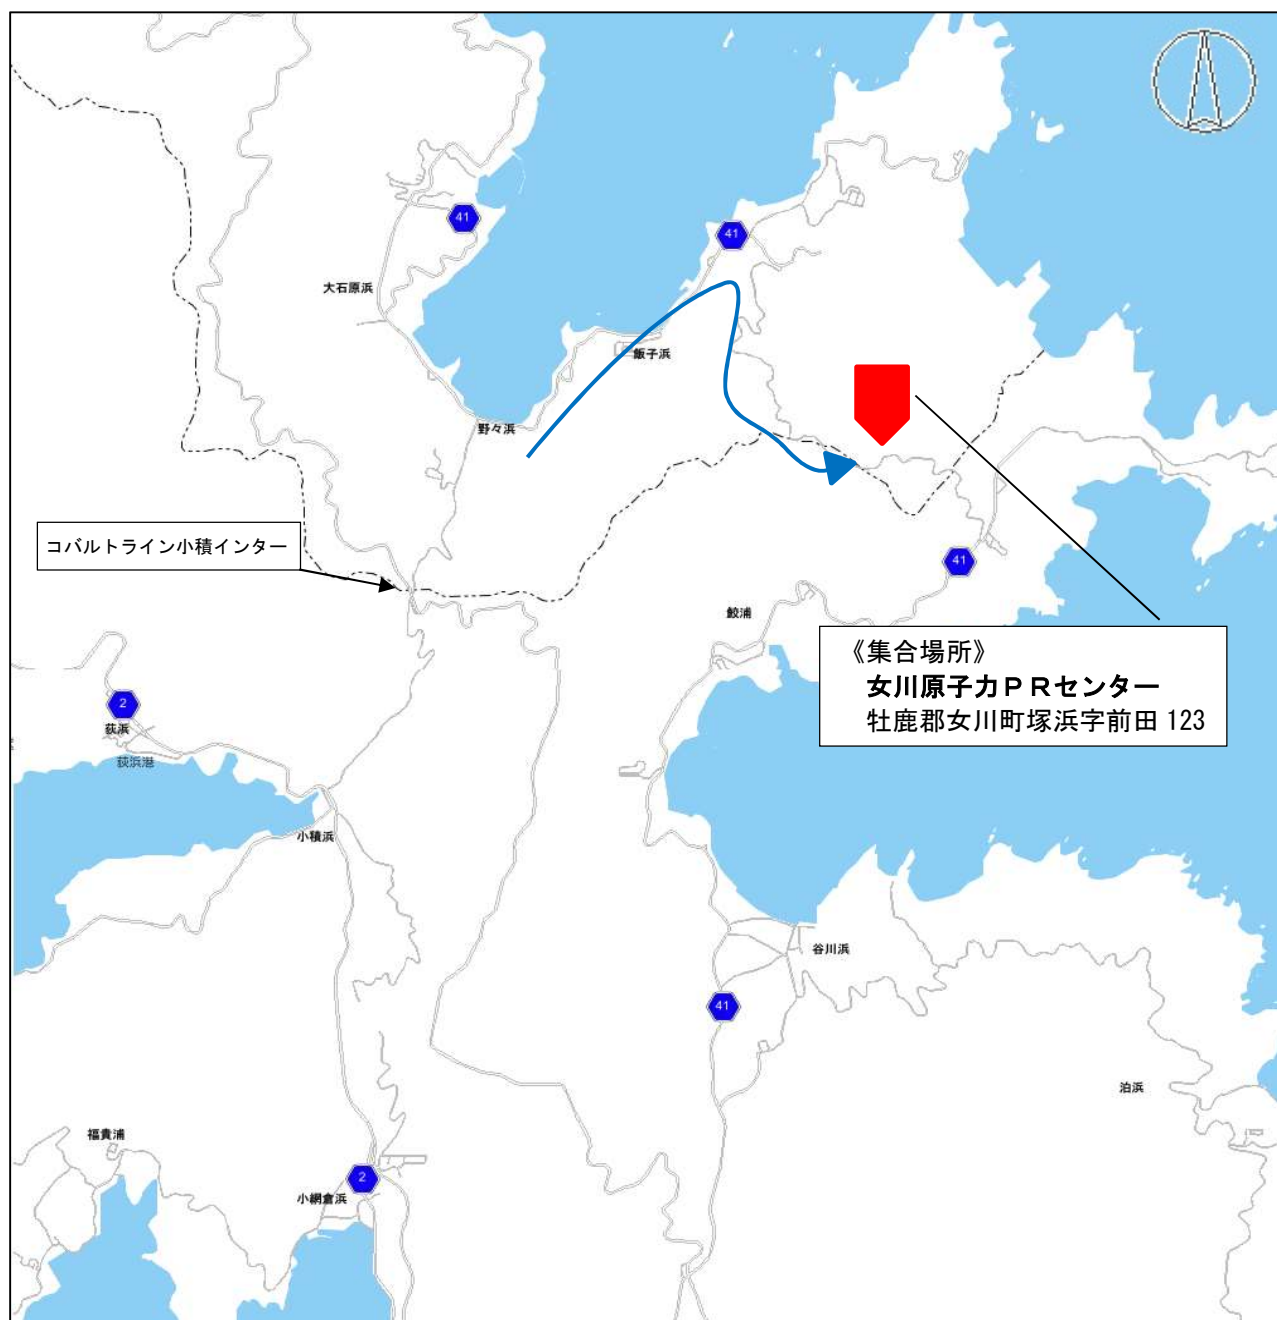 41
41
大石原浜
飯子浜
野々浜
コバルトライン小積インター
41
鮫浦
《集合場所》
女川原子力ＰＲセンター
牡鹿郡女川町塚浜字前田 123
2
荻浜
荻浜港
小積浜
谷川浜
41
泊浜
福貴浦
2
小網倉浜